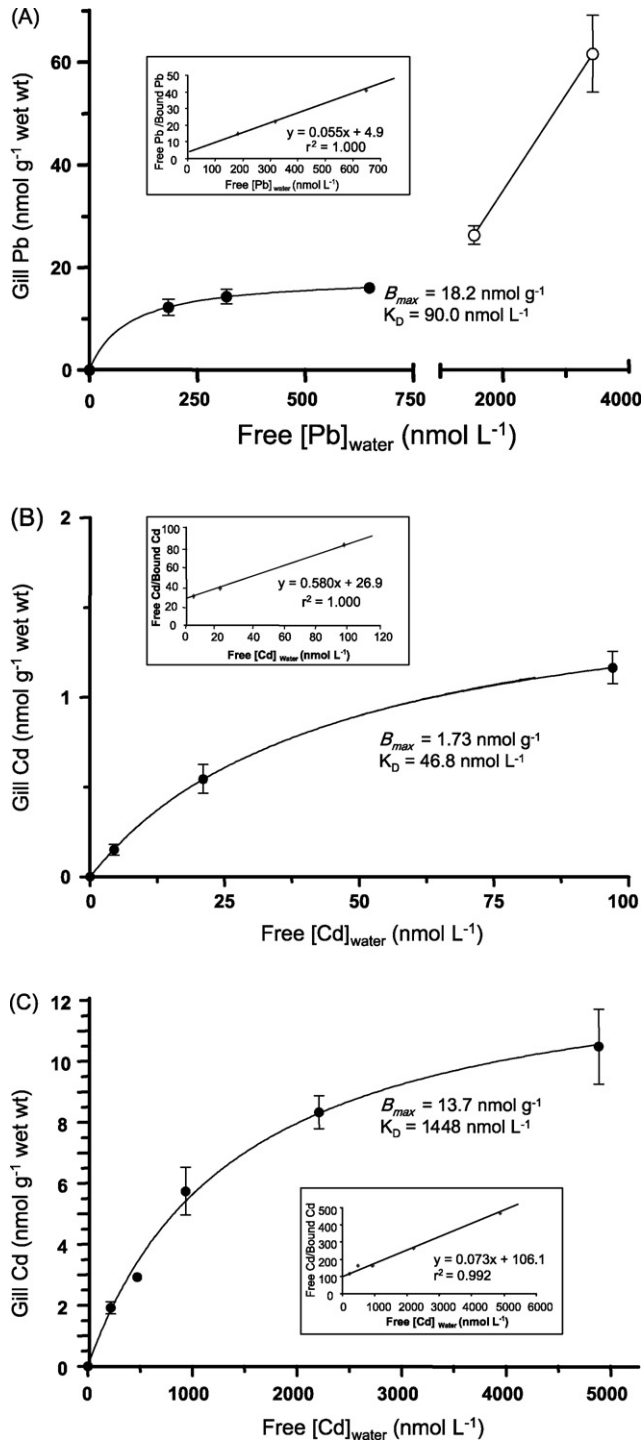 (A)
60
40
20
0
Gill Pb (nmol g-1 wet wt)
50
40
30
20
10
0
Free Pb /Bound Pb
y = 0.055x + 4.9
r2 = 1.000
0 100 200 300 400 500 600 700
Free [Pb]water (nmol L-1)
Bmax = 18.2 nmol g-1
KD = 90.0 nmol L-1
0 250 500 750 2000 4000
Free [Pb]water (nmol L-1)
(B)
2
1
0
Gill Cd (nmol g-1 wet wt)
100
80
60
40
20
0
Free Cd/Bound Cd
y = 0.580x + 26.9
r2 = 1.000
0 20 40 60 80 100 120
Free [Cd] Water (nmol L-1)
Bmax = 1.73 nmol g-1
KD = 46.8 nmol L-1
0 25 50 75 100
Free [Cd]water (nmol L-1)
(C)
12
11
10
9
8
7
6
5
4
3
2
1
0
Gill Cd (nmol g-1 wet wt)
Bmax = 13.7 nmol g-1
KD = 1448 nmol L-1
500
400
300
200
100
0
Free Cd/Bound Cd
y = 0.073x + 106.1
r2 = 0.992
0 1000 2000 3000 4000 5000 6000
Free [Cd] Water (nmol L-1)
0 1000 2000 3000 4000 5000
Free [Cd]water (nmol L-1)